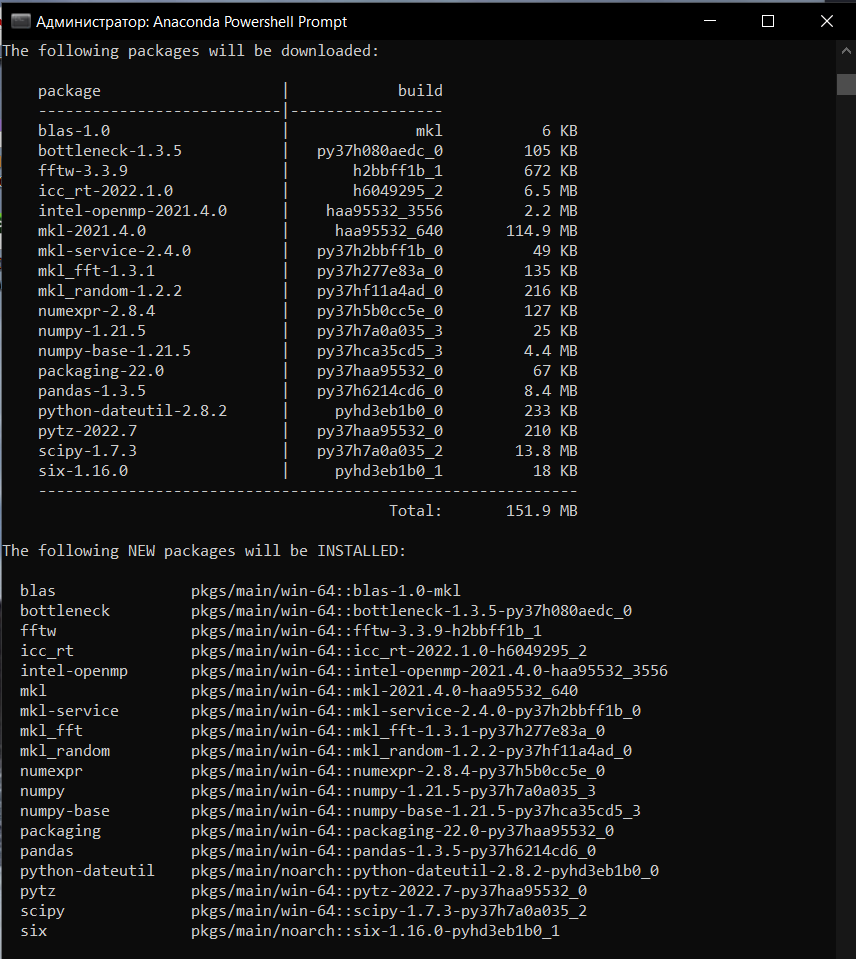 Администратор: Anaconda Powershell Prompt
The following packages will be downloaded:
package | build
---------------------------|-----------------
blas-1.0 | mkl 6 KB
bottleneck-1.3.5 | py37h080aedc_0 105 KB
fftw-3.3.9 | h2bbff1b_1 672 KB
icc_rt-2022.1.0 | h6049295_2 6.5 MB
intel-openmp-2021.4.0 | haa95532_3556 2.2 MB
mkl-2021.4.0 | haa95532_640 114.9 MB
mkl-service-2.4.0 | py37h2bbff1b_0 49 KB
mkl_fft-1.3.1 | py37h277e83a_0 135 KB
mkl_random-1.2.2 | py37hf11a4ad_0 216 KB
numexpr-2.8.4 | py37h5b0cc5e_0 127 KB
numpy-1.21.5 | py37h7a0a035_3 25 KB
numpy-base-1.21.5 | py37hca35cd5_3 4.4 MB
packaging-22.0 | py37haa95532_0 67 KB
pandas-1.3.5 | py37h6214cd6_0 8.4 MB
python-dateutil-2.8.2 | pyhd3eb1b0_0 233 KB
pytz-2022.7 | py37haa95532_0 210 KB
scipy-1.7.3 | py37h7a0a035_2 13.8 MB
six-1.16.0 | pyhd3eb1b0_1 18 KB
------------------------------------------------------------
Total: 151.9 MB
The following NEW packages will be INSTALLED:
blas pkgs/main/win-64::blas-1.0-mkl
bottleneck pkgs/main/win-64::bottleneck-1.3.5-py37h080aedc_0
fftw pkgs/main/win-64::fftw-3.3.9-h2bbff1b_1
icc_rt pkgs/main/win-64::icc_rt-2022.1.0-h6049295_2
intel-openmp pkgs/main/win-64::intel-openmp-2021.4.0-haa95532_3556
mkl pkgs/main/win-64::mkl-2021.4.0-haa95532_640
mkl-service pkgs/main/win-64::mkl-service-2.4.0-py37h2bbff1b_0
mkl_fft pkgs/main/win-64::mkl_fft-1.3.1-py37h277e83a_0
mkl_random pkgs/main/win-64::mkl_random-1.2.2-py37hf11a4ad_0
numexpr pkgs/main/win-64::numexpr-2.8.4-py37h5b0cc5e_0
numpy pkgs/main/win-64::numpy-1.21.5-py37h7a0a035_3
numpy-base pkgs/main/win-64::numpy-base-1.21.5-py37hca35cd5_3
packaging pkgs/main/win-64::packaging-22.0-py37haa95532_0
pandas pkgs/main/win-64::pandas-1.3.5-py37h6214cd6_0
python-dateutil pkgs/main/noarch::python-dateutil-2.8.2-pyhd3eb1b0_0
pytz pkgs/main/win-64::pytz-2022.7-py37haa95532_0
scipy pkgs/main/win-64::scipy-1.7.3-py37h7a0a035_2
six pkgs/main/noarch::six-1.16.0-pyhd3eb1b0_1